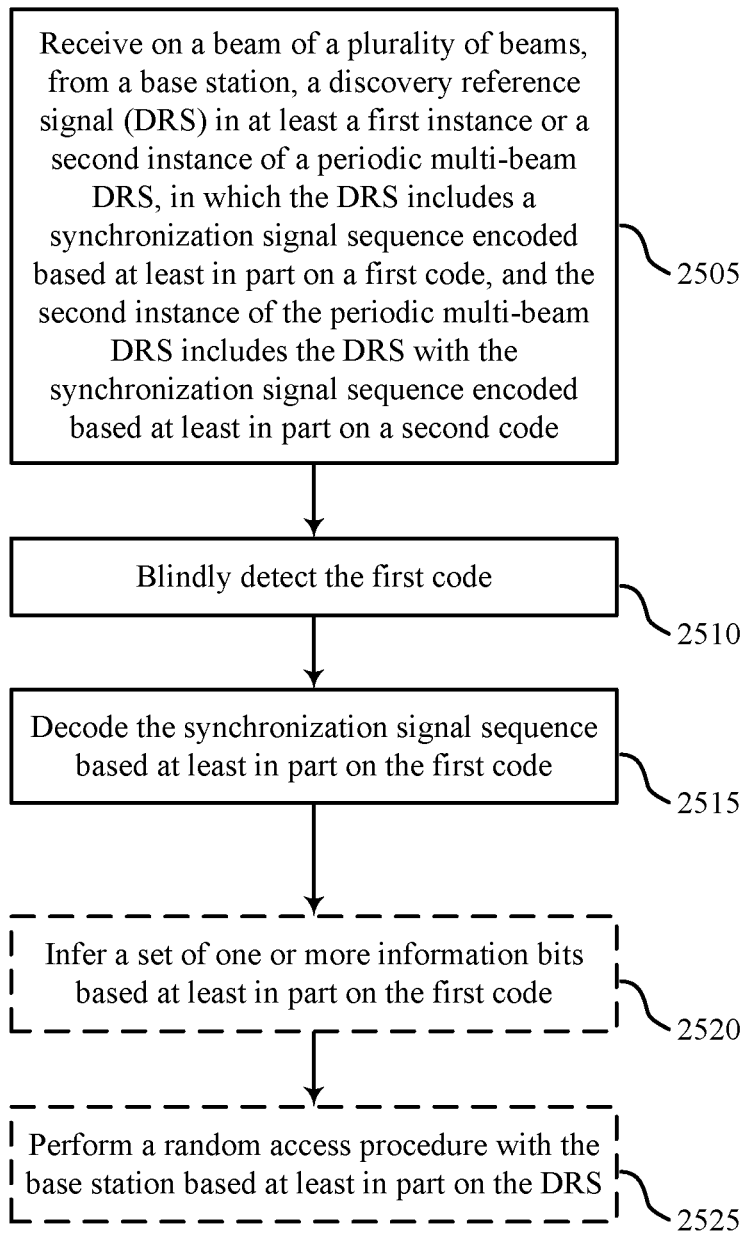 Receive on a beam of a plurality of beams,
from a base station, a discovery reference
signal (DRS) in at least a first instance or a
second instance of a periodic multi-beam
DRS, in which the DRS includes a
synchronization signal sequence encoded
based at least in part on a first code, and the
second instance of the periodic multi-beam
DRS includes the DRS with the
synchronization signal sequence encoded
based at least in part on a second code
2505
Blindly detect the first code
2510
Decode the synchronization signal sequence
based at least in part on the first code
2515
Infer a set of one or more information bits
based at least in part on the first code
2520
Perform a random access procedure with the
base station based at least in part on the DRS
2525